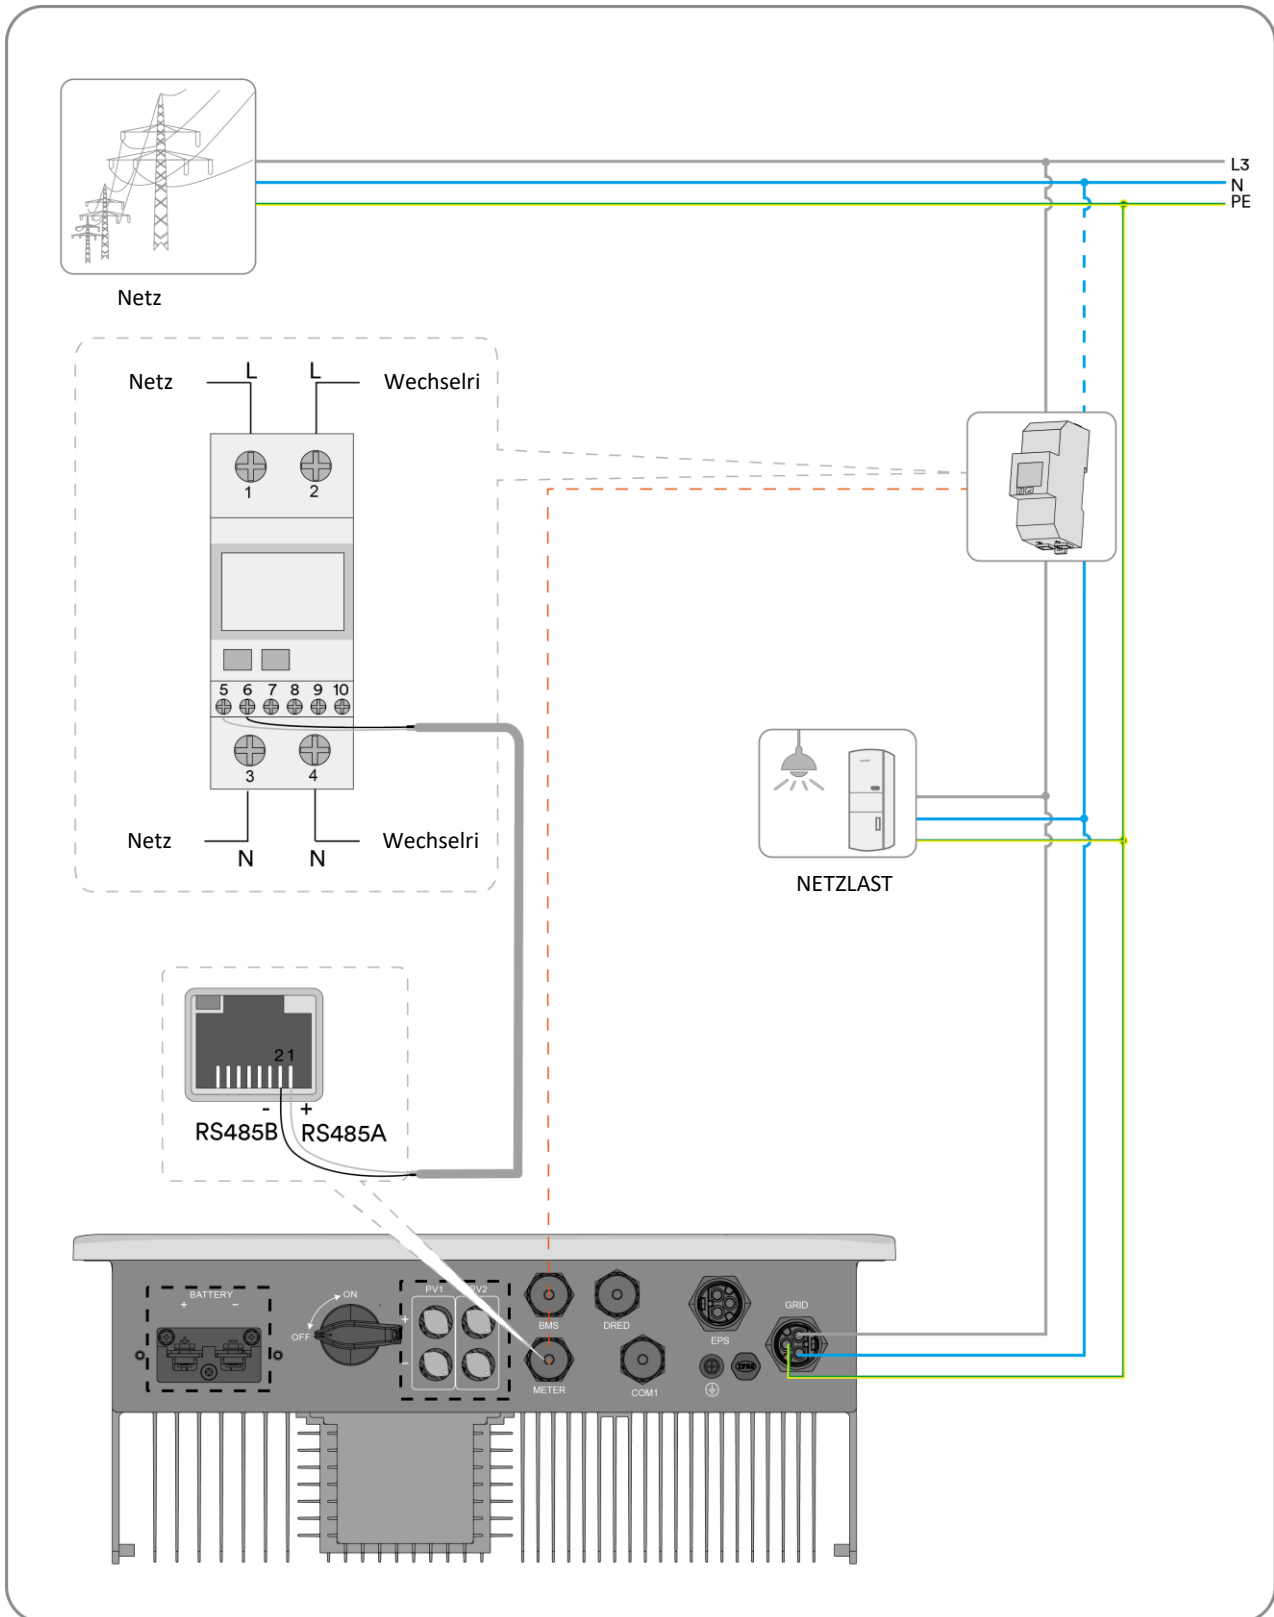 L3
N
PE
Netz
L L
Netz Wechselri
1 2
5 6 7 8 9 10
3 4
Netz Wechselri
N N
NETZLAST
2 1
- +
RS485B RS485A
BATTERY
+ -
ON
OFF
PV1 PV2
+
-
BMS
DRED
EPS
GRID
METER
COM1